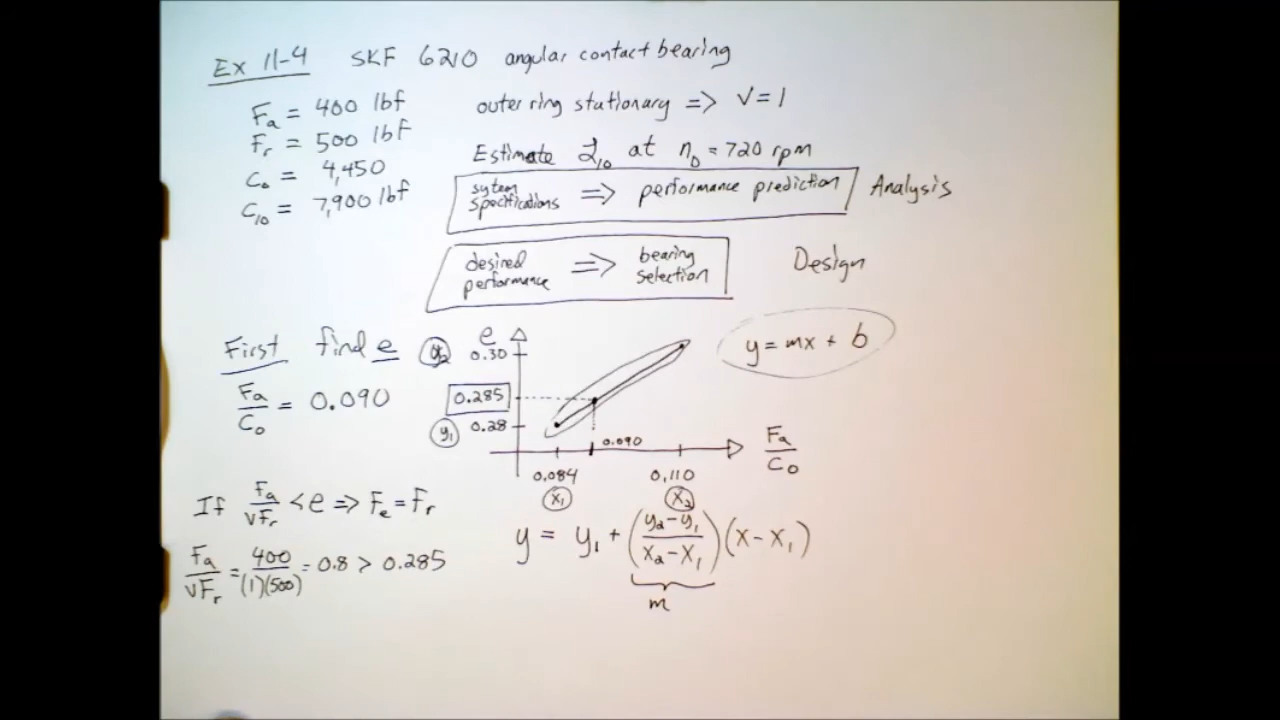 Ex 11-4 SKF 6210 angular contact bearing
Fa = 400 lbf
Fr = 500 lbf
C0 = 4,450
C10 = 7,900 lbf
outer ring stationary => V = 1
Estimate L10 at nD = 720 rpm
sytem specifications => performance prediction Analysis
desired performance => bearing selection Design
First find e
Fa/C0 = 0.090
e
y2 0.30
0.285
y1 0.28
0.090
0.084 0.110
x1 x2
Fa/C0
y = mx + b
If Fa/VFr < e => Fe = Fr
Fa/VFr = 400/(1)(500) = 0.8 > 0.285
y = y1 + ((y2 - y1)/(x2 - x1))(x - x1)
m